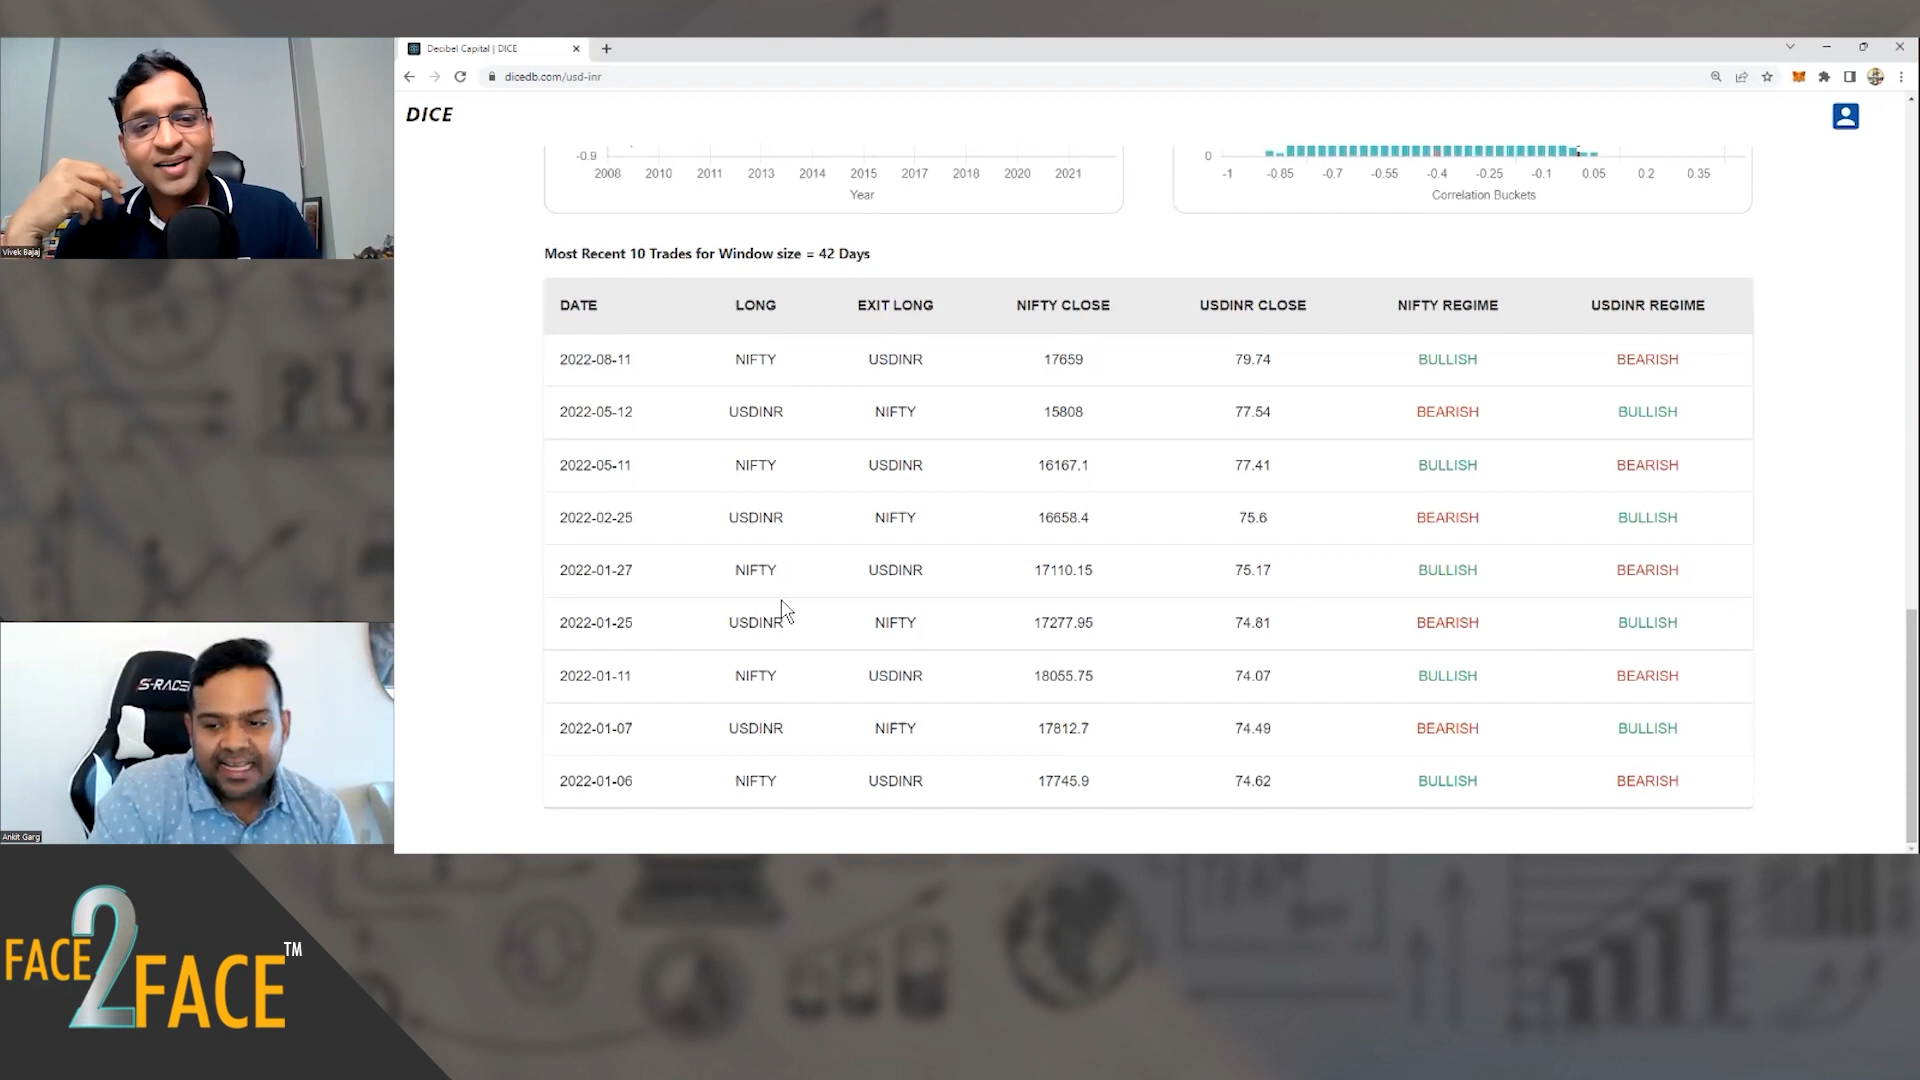 Decibel Capital | DICE
dicedb.com/usd-inr
DICE
-0.9
2008 2010 2011 2013 2014 2015 2017 2018 2020 2021
Year
0
-1 -0.85 -0.7 -0.55 -0.4 -0.25 -0.1 0.05 0.2 0.35
Correlation Buckets
Most Recent 10 Trades for Window size = 42 Days
DATE LONG EXIT LONG NIFTY CLOSE USDINR CLOSE NIFTY REGIME USDINR REGIME
2022-08-11 NIFTY USDINR 17659 79.74 BULLISH BEARISH
2022-05-12 USDINR NIFTY 15808 77.54 BEARISH BULLISH
2022-05-11 NIFTY USDINR 16167.1 77.41 BULLISH BEARISH
2022-02-25 USDINR NIFTY 16658.4 75.6 BEARISH BULLISH
2022-01-27 NIFTY USDINR 17110.15 75.17 BULLISH BEARISH
2022-01-25 USDINR NIFTY 17277.95 74.81 BEARISH BULLISH
2022-01-11 NIFTY USDINR 18055.75 74.07 BULLISH BEARISH
2022-01-07 USDINR NIFTY 17812.7 74.49 BEARISH BULLISH
2022-01-06 NIFTY USDINR 17745.9 74.62 BULLISH BEARISH
Vivek Bajaj
S-RACER
Ankit Garg
FACE 2 FACE™